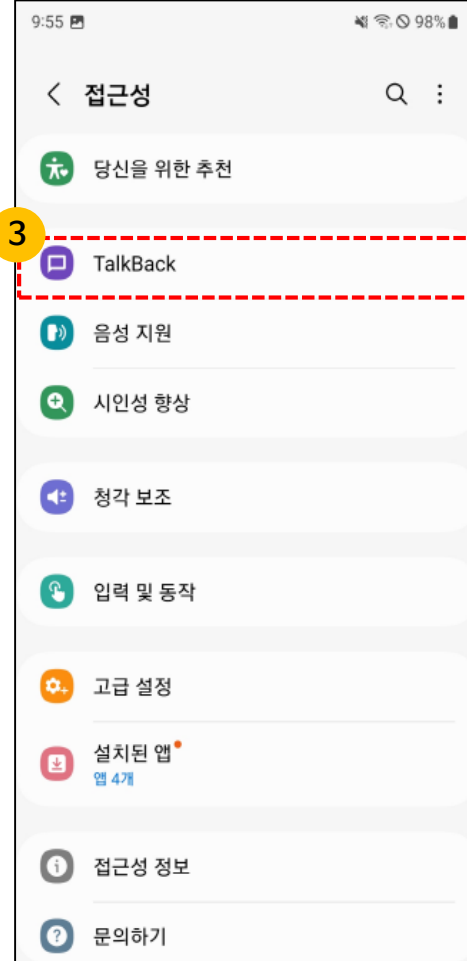 9:55 98%
접근성
당신을 위한 추천
3
TalkBack
음성 지원
시인성 향상
청각 보조
입력 및 동작
고급 설정
설치된 앱
앱 4개
접근성 정보
문의하기